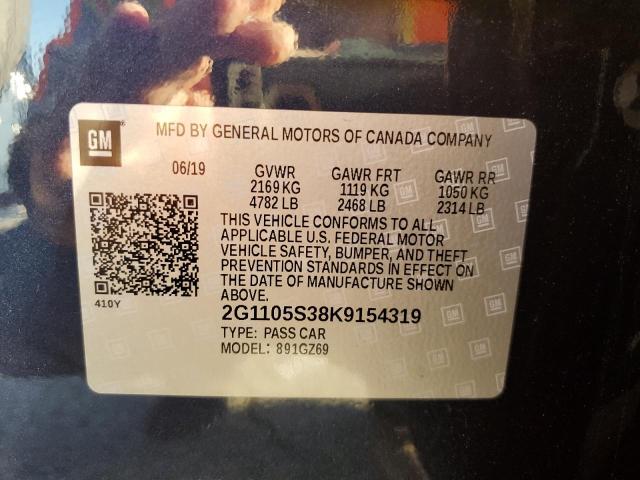 GM
MFD BY GENERAL MOTORS OF CANADA COMPANY
06/19 GVWR GAWR FRT GAWR RR
2169 KG 1119 KG 1050 KG
4782 LB 2468 LB 2314 LB
THIS VEHICLE CONFORMS TO ALL
APPLICABLE U.S. FEDERAL MOTOR
VEHICLE SAFETY, BUMPER, AND THEFT
PREVENTION STANDARDS IN EFFECT ON
THE DATE OF MANUFACTURE SHOWN
ABOVE.
410Y
2G1105S38K9154319
TYPE: PASS CAR
MODEL: 891GZ69